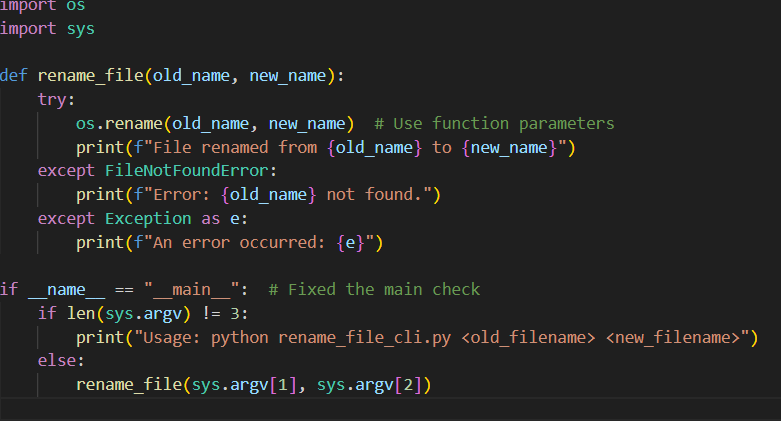 import os
import sys
def rename_file(old_name, new_name):
    try:
        os.rename(old_name, new_name)  # Use function parameters
        print(f"File renamed from {old_name} to {new_name}")
    except FileNotFoundError:
        print(f"Error: {old_name} not found.")
    except Exception as e:
        print(f"An error occurred: {e}")
if __name__ == "__main__":  # Fixed the main check
    if len(sys.argv) != 3:
        print("Usage: python rename_file_cli.py <old_filename> <new_filename>")
    else:
        rename_file(sys.argv[1], sys.argv[2])